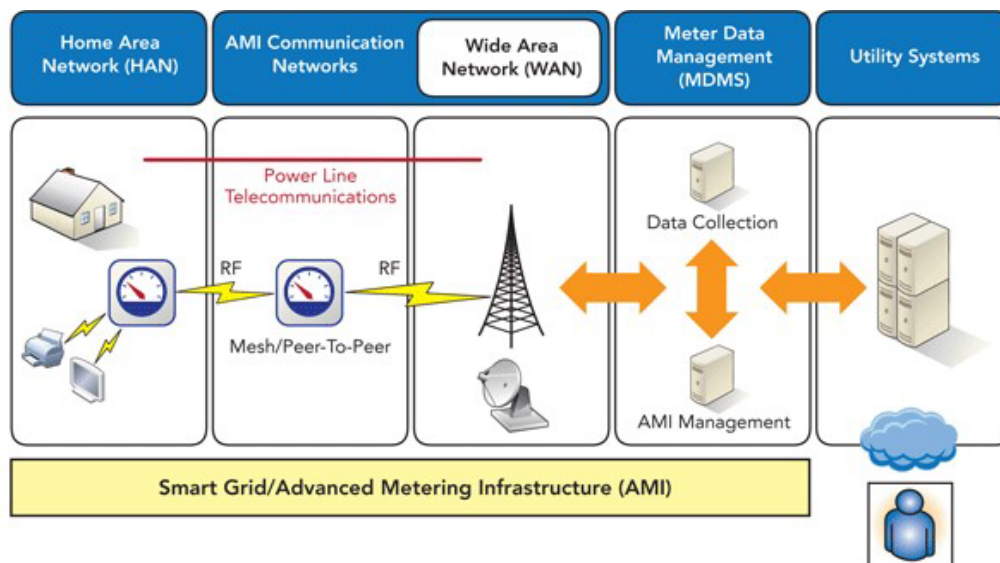 Home Area
Network (HAN)
AMI Communication
Networks
Wide Area
Network (WAN)
Meter Data
Management
(MDMS)
Utility Systems
Power Line
Telecommunications
RF
RF
Mesh/Peer-To-Peer
Data Collection
AMI Management
Smart Grid/Advanced Metering Infrastructure (AMI)